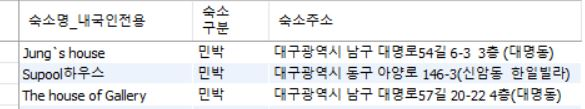 숙소명_내국인전용 숙소구분 숙소주소
Jung`s house 민박 대구광역시 남구 대명로54길 6-3 3층 (대명동)
Supool하우스 민박 대구광역시 동구 아양로 146-3(신암동 한일빌라)
The house of Gallery 민박 대구광역시 남구 대명로57길 20-22 4층(대명동)